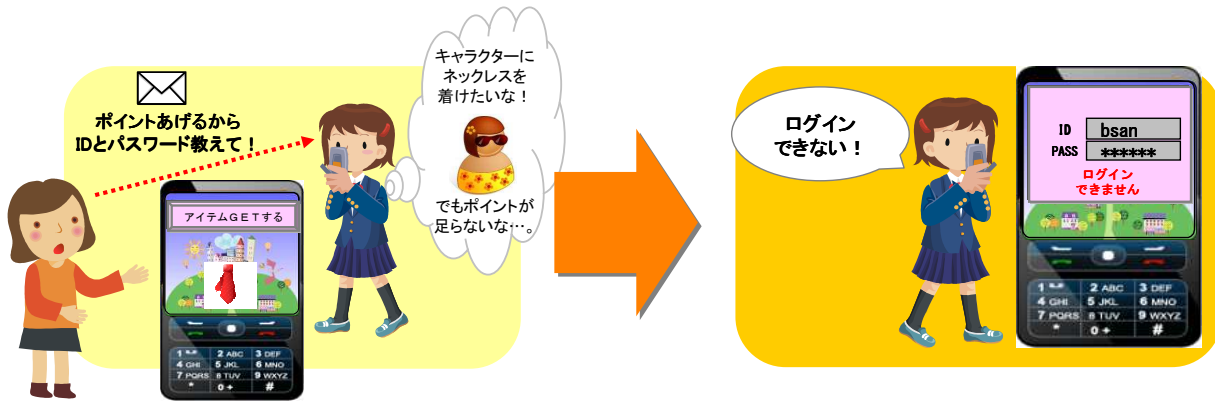 キャラクターに
ネックレスを
着けたいな！
でもポイントが
足らないな…。
ポイントあげるから
IDとパスワード教えて！
アイテムＧＥＴする
1
2 ABC
3 DEF
4 GHI
5 JKL
6 MNO
7 PQRS
8 TUV
9 WXYZ
*
0 +
#
ログイン
できない！
ID bsan
PASS ******
ログイン
できません
1
2 ABC
3 DEF
4 GHI
5 JKL
6 MNO
7 PQRS
8 TUV
9 WXYZ
*
0 +
#